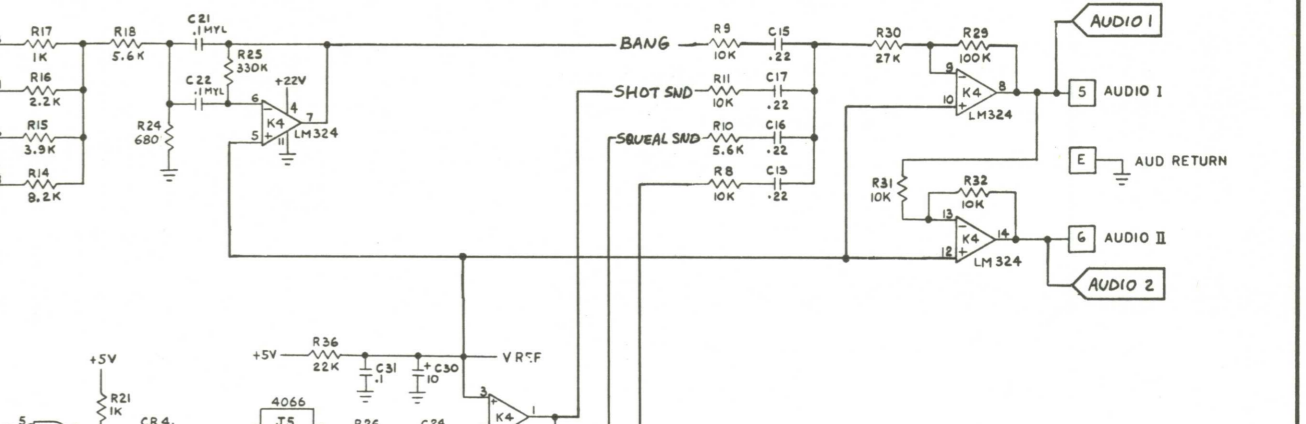 R17
1K
R18
5.6K
C21
.1MYL
R25
330K
+22V
R16
2.2K
C22
.1MYL
6
-
4
K4
7
LM324
5
+
11
R15
3.9K
R24
680
R14
8.2K
BANG
R9
10K
C15
.22
SHOT SND
R11
10K
C17
.22
SQUEAL SND
R10
5.6K
C16
.22
R8
10K
C13
.22
R30
27K
R29
100K
9
-
K4
8
10
+
LM324
AUDIO 1
5
AUDIO I
E
AUD RETURN
R31
10K
R32
10K
13
-
K4
14
12
+
LM324
6
AUDIO II
AUDIO 2
+5V
R36
22K
C31
.1
+
C30
10
V REF
3
+
K4
1
+5V
R21
1K
5
CR4
4066
J5
R26
C24